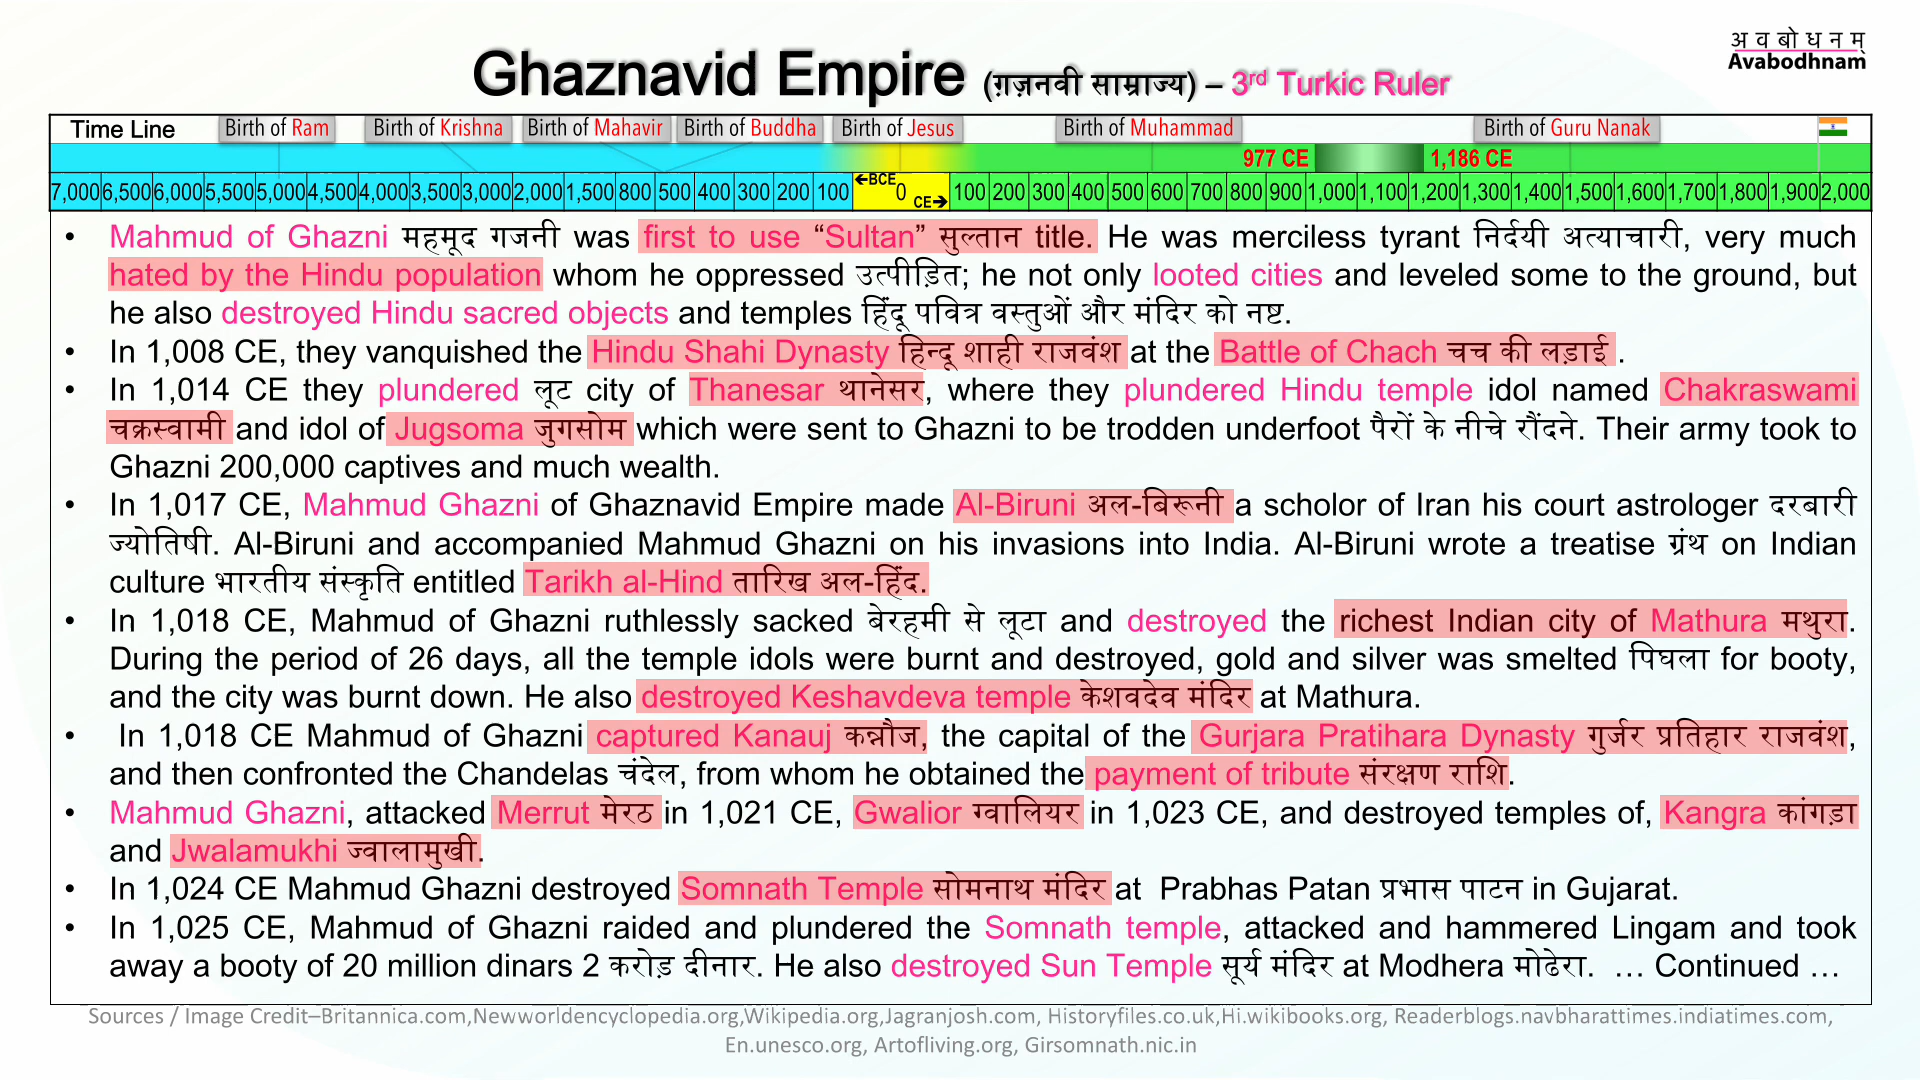 अ व बो ध न म्
Avabodhnam
Ghaznavid Empire (ग़ज़नवी साम्राज्य) – 3rd Turkic Ruler
Time Line Birth of Ram Birth of Krishna Birth of Mahavir Birth of Buddha Birth of Jesus Birth of Muhammad Birth of Guru Nanak
977 CE 1,186 CE
7,000 6,500 6,000 5,500 5,000 4,500 4,000 3,500 3,000 2,000 1,500 800 500 400 300 200 100 ←BCE 0 CE→ 100 200 300 400 500 600 700 800 900 1,000 1,100 1,200 1,300 1,400 1,500 1,600 1,700 1,800 1,900 2,000
• Mahmud of Ghazni महमूद गजनी was first to use “Sultan” सुल्तान title. He was merciless tyrant निर्दयी अत्याचारी, very much
hated by the Hindu population whom he oppressed उत्पीड़ित; he not only looted cities and leveled some to the ground, but
he also destroyed Hindu sacred objects and temples हिंदू पवित्र वस्तुओं और मंदिर को नष्ट.
• In 1,008 CE, they vanquished the Hindu Shahi Dynasty हिन्दू शाही राजवंश at the Battle of Chach चच की लड़ाई .
• In 1,014 CE they plundered लूट city of Thanesar थानेसर, where they plundered Hindu temple idol named Chakraswami
चक्रस्वामी and idol of Jugsoma जुगसोम which were sent to Ghazni to be trodden underfoot पैरों के नीचे रौंदने. Their army took to
Ghazni 200,000 captives and much wealth.
• In 1,017 CE, Mahmud Ghazni of Ghaznavid Empire made Al-Biruni अल-बिरूनी a scholor of Iran his court astrologer दरबारी
ज्योतिषी. Al-Biruni and accompanied Mahmud Ghazni on his invasions into India. Al-Biruni wrote a treatise ग्रंथ on Indian
culture भारतीय संस्कृति entitled Tarikh al-Hind तारिख अल-हिंद.
• In 1,018 CE, Mahmud of Ghazni ruthlessly sacked बेरहमी से लूटा and destroyed the richest Indian city of Mathura मथुरा.
During the period of 26 days, all the temple idols were burnt and destroyed, gold and silver was smelted पिघला for booty,
and the city was burnt down. He also destroyed Keshavdeva temple केशवदेव मंदिर at Mathura.
• In 1,018 CE Mahmud of Ghazni captured Kanauj कन्नौज, the capital of the Gurjara Pratihara Dynasty गुर्जर प्रतिहार राजवंश,
and then confronted the Chandelas चंदेल, from whom he obtained the payment of tribute संरक्षण राशि.
• Mahmud Ghazni, attacked Merrut मेरठ in 1,021 CE, Gwalior ग्वालियर in 1,023 CE, and destroyed temples of, Kangra कांगड़ा
and Jwalamukhi ज्वालामुखी.
• In 1,024 CE Mahmud Ghazni destroyed Somnath Temple सोमनाथ मंदिर at Prabhas Patan प्रभास पाटन in Gujarat.
• In 1,025 CE, Mahmud of Ghazni raided and plundered the Somnath temple, attacked and hammered Lingam and took
away a booty of 20 million dinars 2 करोड़ दीनार. He also destroyed Sun Temple सूर्य मंदिर at Modhera मोढेरा. … Continued …
Sources / Image Credit–Britannica.com,Newworldencyclopedia.org,Wikipedia.org,Jagranjosh.com, Historyfiles.co.uk,Hi.wikibooks.org, Readerblogs.navbharattimes.indiatimes.com,
En.unesco.org, Artofliving.org, Girsomnath.nic.in